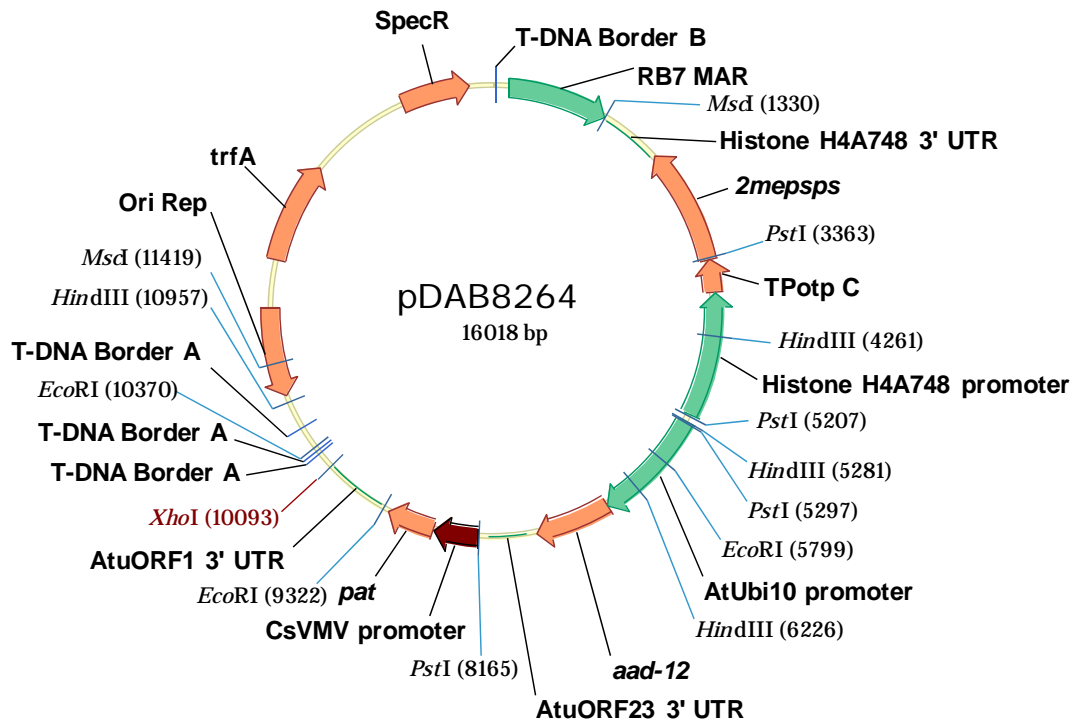 SpecR
T-DNA Border B
RB7 MAR
MscI (1330)
Histone H4A748 3' UTR
2mepsps
PstI (3363)
TPotp C
HindIII (4261)
Histone H4A748 promoter
PstI (5207)
HindIII (5281)
PstI (5297)
EcoRI (5799)
AtUbi10 promoter
HindIII (6226)
aad-12
AtuORF23 3' UTR
PstI (8165)
CsVMV promoter
pat
EcoRI (9322)
AtuORF1 3' UTR
XhoI (10093)
T-DNA Border A
T-DNA Border A
EcoRI (10370)
T-DNA Border A
HindIII (10957)
MscI (11419)
Ori Rep
trfA
pDAB8264
16018 bp